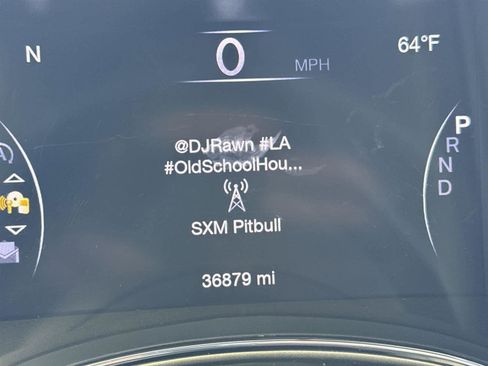 N
0 MPH
64°F
@DJRawn #LA
#OldSchoolHou...
SXM Pitbull
36879 mi
P
R
N
D
A